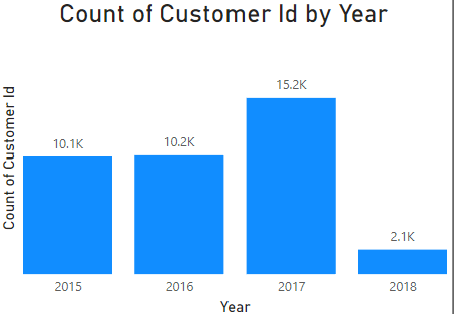 Count of Customer Id by Year
Count of Customer Id
10.1K
10.2K
15.2K
2.1K
2015
2016
2017
2018
Year